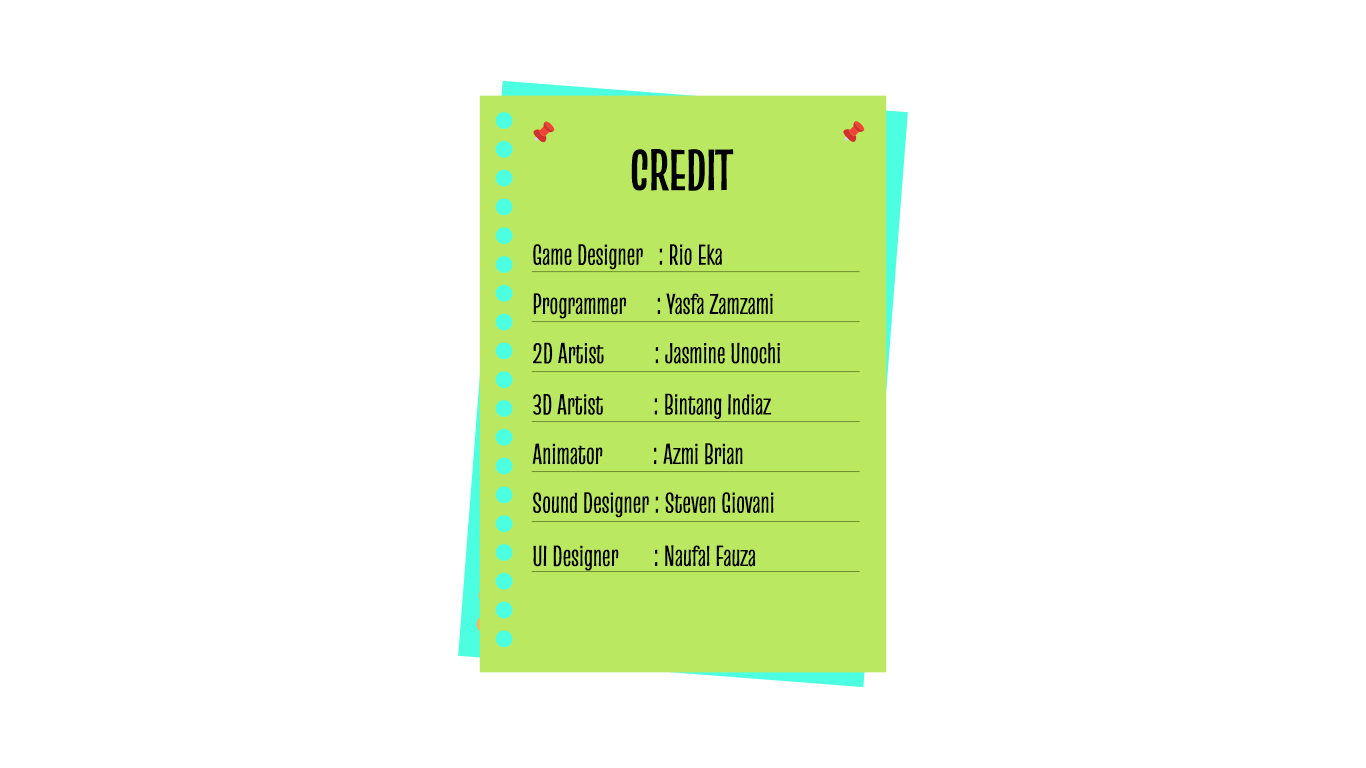 CREDIT
Game Designer : Rio Eka
Programmer : Yasfa Zamzami
2D Artist : Jasmine Unochi
3D Artist : Bintang Indiaz
Animator : Azmi Brian
Sound Designer : Steven Giovani
UI Designer : Naufal Fauza